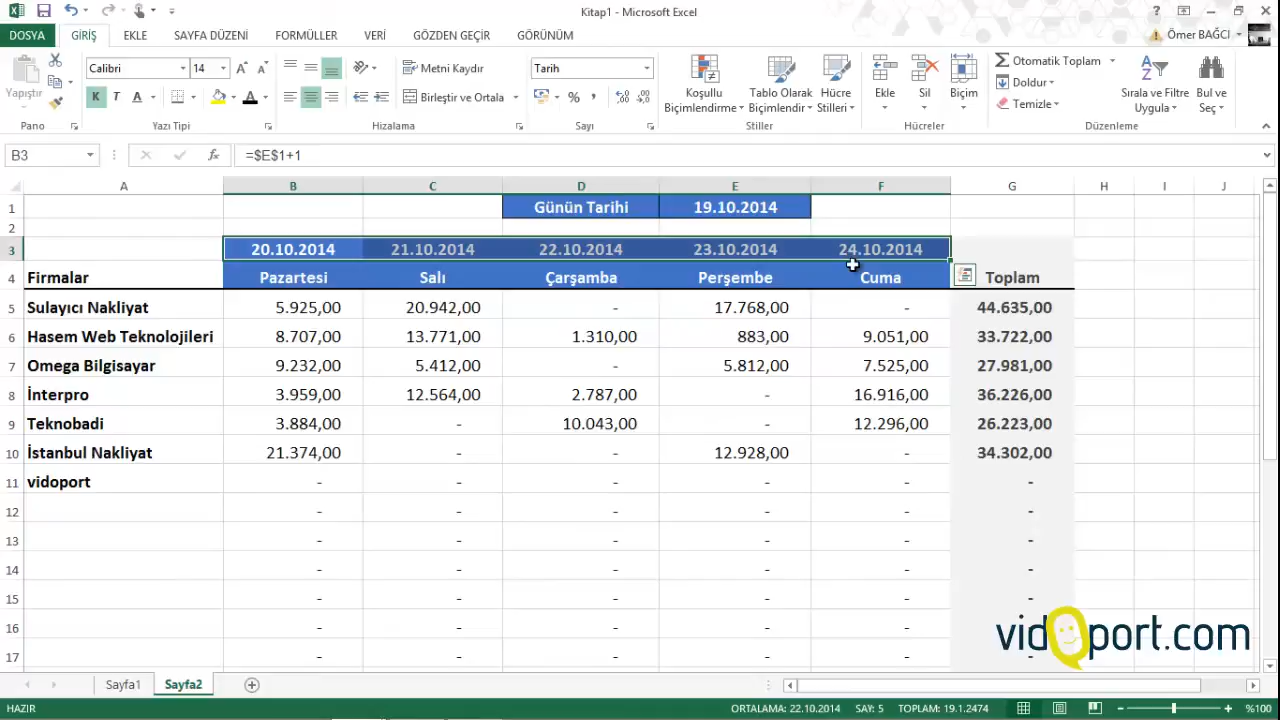 Kitap1 - Microsoft Excel
?
DOSYA GİRİŞ EKLE SAYFA DÜZENİ FORMÜLLER VERİ GÖZDEN GEÇİR GÖRÜNÜM Ömer BAĞCI
Yapıştır
Pano
Calibri 14
K T A
Yazı Tipi
Metni Kaydır
Birleştir ve Ortala
Hizalama
Tarih
%
Sayı
Koşullu Biçimlendirme
Tablo Olarak Biçimlendir
Hücre Stilleri
Stiller
Ekle Sil Biçim
Hücreler
Otomatik Toplam
Doldur
Temizle
Sırala ve Filtre Uygula
Bul ve Seç
Düzenleme
B3 fx =$E$1+1
A B C D E F G H I J
1 Günün Tarihi 19.10.2014
2
3 20.10.2014 21.10.2014 22.10.2014 23.10.2014 24.10.2014
4 Firmalar Pazartesi Salı Çarşamba Perşembe Cuma Toplam
5 Sulayıcı Nakliyat 5.925,00 20.942,00 - 17.768,00 - 44.635,00
6 Hasem Web Teknolojileri 8.707,00 13.771,00 1.310,00 883,00 9.051,00 33.722,00
7 Omega Bilgisayar 9.232,00 5.412,00 - 5.812,00 7.525,00 27.981,00
8 İnterpro 3.959,00 12.564,00 2.787,00 - 16.916,00 36.226,00
9 Teknobadi 3.884,00 - 10.043,00 - 12.296,00 26.223,00
10 İstanbul Nakliyat 21.374,00 - - 12.928,00 - 34.302,00
11 vidoport - - - - - -
12 - - - - - -
13 - - - - - -
14 - - - - - -
15 - - - - - -
16 - - - - -
17 - - - - -
vidoport.com
Sayfa1 Sayfa2
HAZIR ORTALAMA: 22.10.2014 SAY: 5 TOPLAM: 19.1.2474 %100